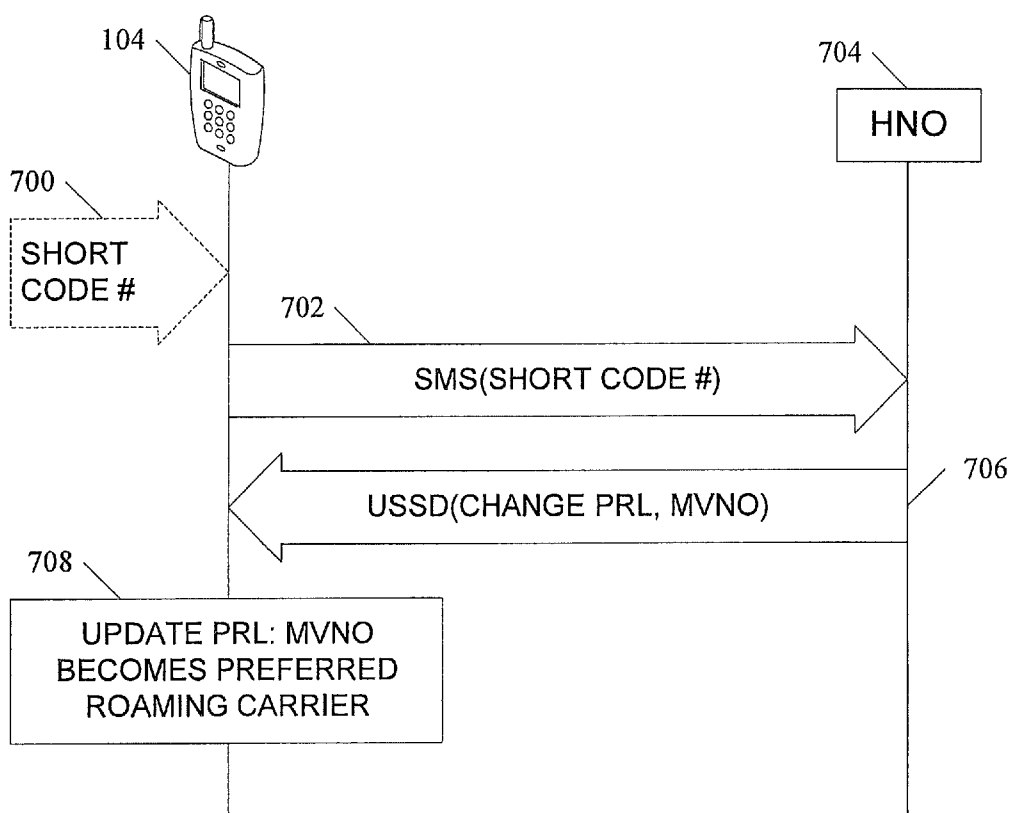 104
704
HNO
700
SHORT
CODE #
702
SMS(SHORT CODE #)
706
USSD(CHANGE PRL, MVNO)
708
UPDATE PRL: MVNO
BECOMES PREFERRED
ROAMING CARRIER